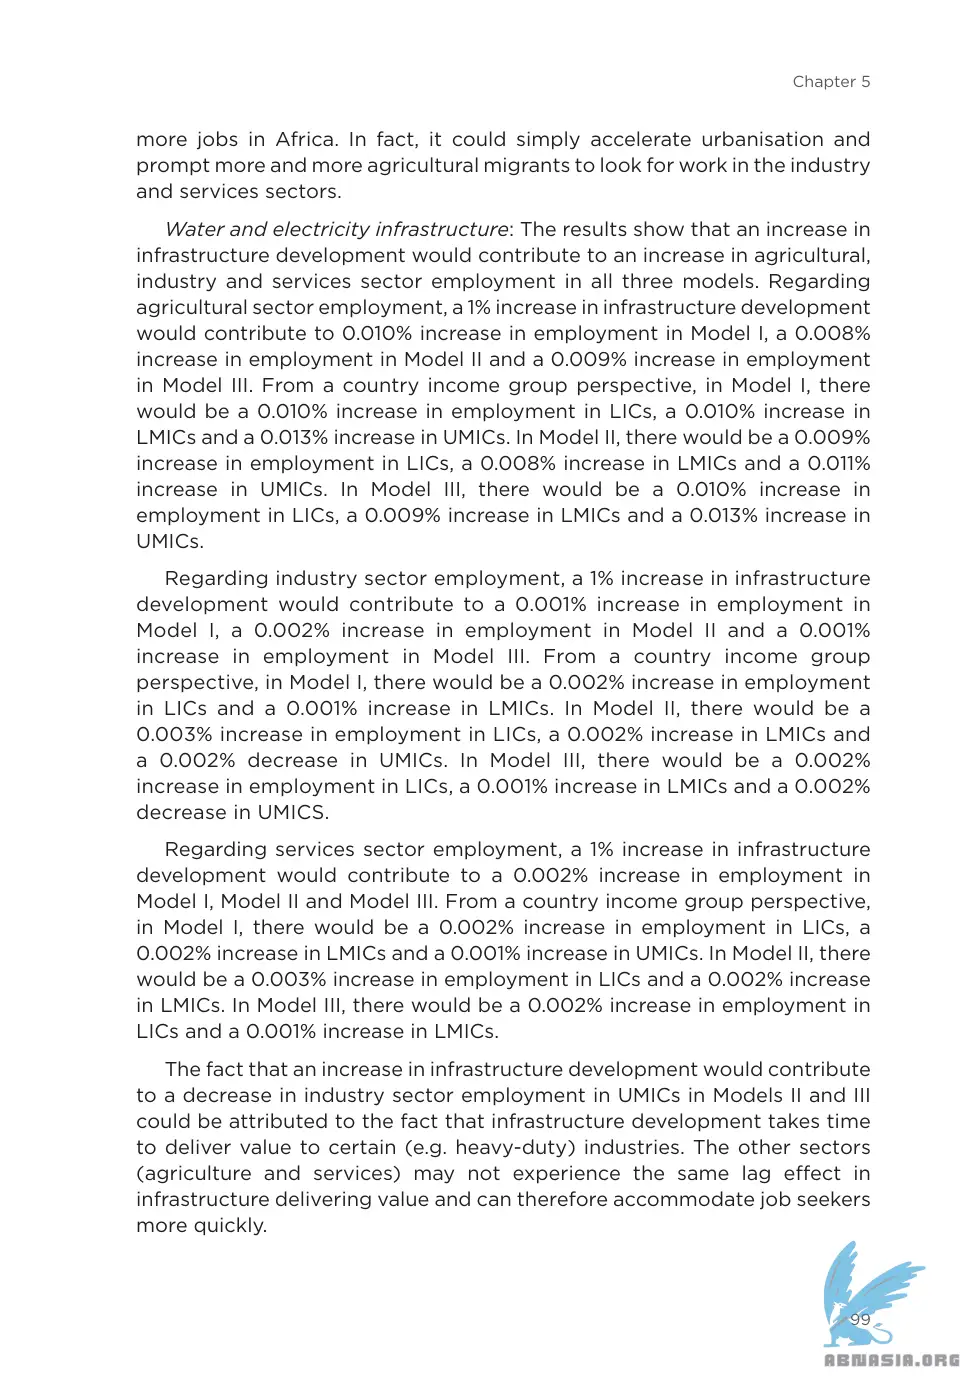 Chapter 5
more jobs in Africa. In fact, it could simply accelerate urbanisation and
prompt more and more agricultural migrants to look for work in the industry
and services sectors.
Water and electricity infrastructure: The results show that an increase in
infrastructure development would contribute to an increase in agricultural,
industry and services sector employment in all three models. Regarding
agricultural sector employment, a 1% increase in infrastructure development
would contribute to 0.010% increase in employment in Model I, a 0.008%
increase in employment in Model II and a 0.009% increase in employment
in Model III. From a country income group perspective, in Model I, there
would be a 0.010% increase in employment in LICs, a 0.010% increase in
LMICs and a 0.013% increase in UMICs. In Model II, there would be a 0.009%
increase in employment in LICs, a 0.008% increase in LMICs and a 0.011%
increase in UMICs. In Model III, there would be a 0.010% increase in
employment in LICs, a 0.009% increase in LMICs and a 0.013% increase in
UMICs.
Regarding industry sector employment, a 1% increase in infrastructure
development would contribute to a 0.001% increase in employment in
Model I, a 0.002% increase in employment in Model II and a 0.001%
increase in employment in Model III. From a country income group
perspective, in Model I, there would be a 0.002% increase in employment
in LICs and a 0.001% increase in LMICs. In Model II, there would be a
0.003% increase in employment in LICs, a 0.002% increase in LMICs and
a 0.002% decrease in UMICs. In Model III, there would be a 0.002%
increase in employment in LICs, a 0.001% increase in LMICs and a 0.002%
decrease in UMICS.
Regarding services sector employment, a 1% increase in infrastructure
development would contribute to a 0.002% increase in employment in
Model I, Model II and Model III. From a country income group perspective,
in Model I, there would be a 0.002% increase in employment in LICs, a
0.002% increase in LMICs and a 0.001% increase in UMICs. In Model II, there
would be a 0.003% increase in employment in LICs and a 0.002% increase
in LMICs. In Model III, there would be a 0.002% increase in employment in
LICs and a 0.001% increase in LMICs.
The fact that an increase in infrastructure development would contribute
to a decrease in industry sector employment in UMICs in Models II and III
could be attributed to the fact that infrastructure development takes time
to deliver value to certain (e.g. heavy-duty) industries. The other sectors
(agriculture and services) may not experience the same lag effect in
infrastructure delivering value and can therefore accommodate job seekers
more quickly.
99
ABNASIA.ORG